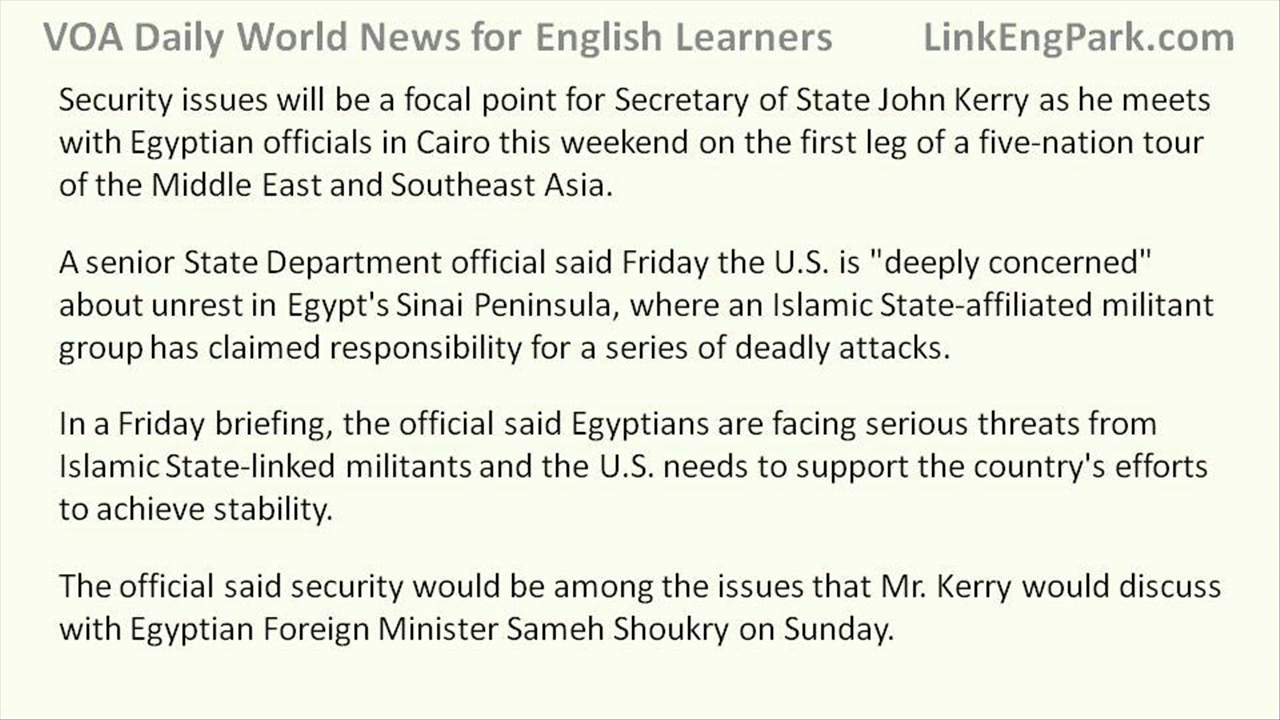 VOA Daily World News for English Learners LinkEngPark.com
Security issues will be a focal point for Secretary of State John Kerry as he meets
with Egyptian officials in Cairo this weekend on the first leg of a five-nation tour
of the Middle East and Southeast Asia.
A senior State Department official said Friday the U.S. is "deeply concerned"
about unrest in Egypt's Sinai Peninsula, where an Islamic State-affiliated militant
group has claimed responsibility for a series of deadly attacks.
In a Friday briefing, the official said Egyptians are facing serious threats from
Islamic State-linked militants and the U.S. needs to support the country's efforts
to achieve stability.
The official said security would be among the issues that Mr. Kerry would discuss
with Egyptian Foreign Minister Sameh Shoukry on Sunday.